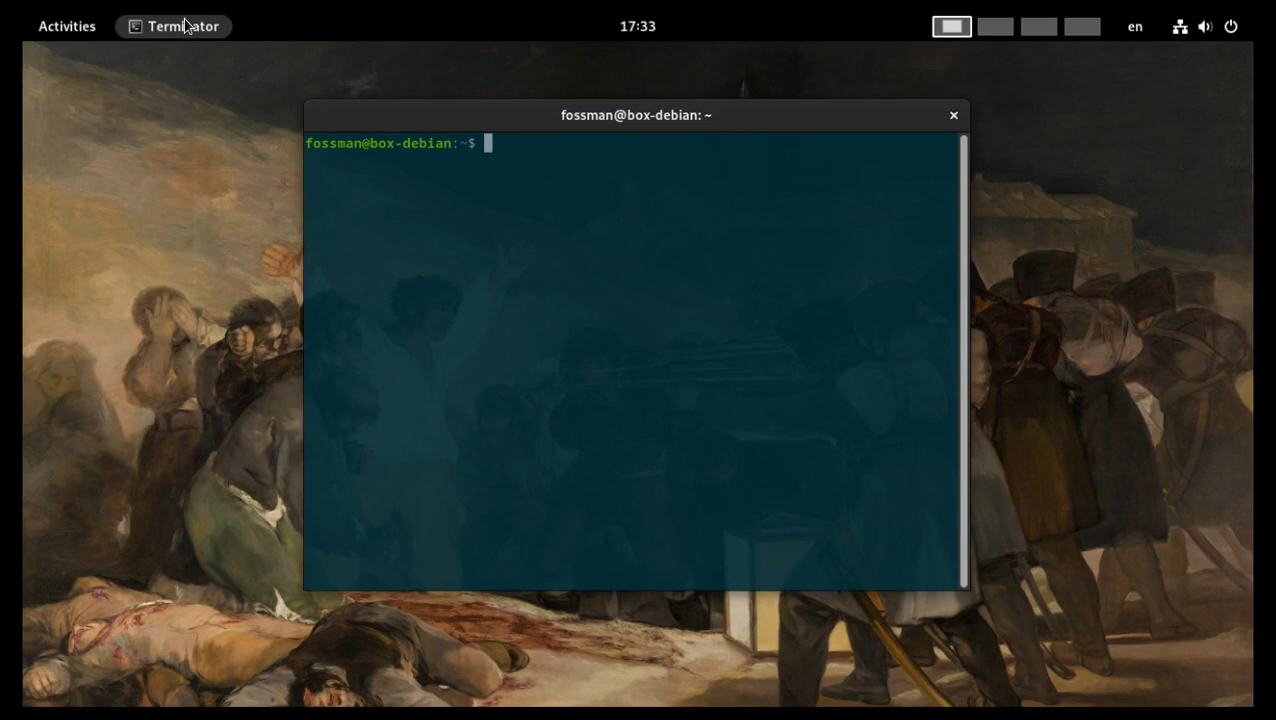 Activities
Terminator
17:33
en
fossman@box-debian: ~
×
fossman@box-debian:~$